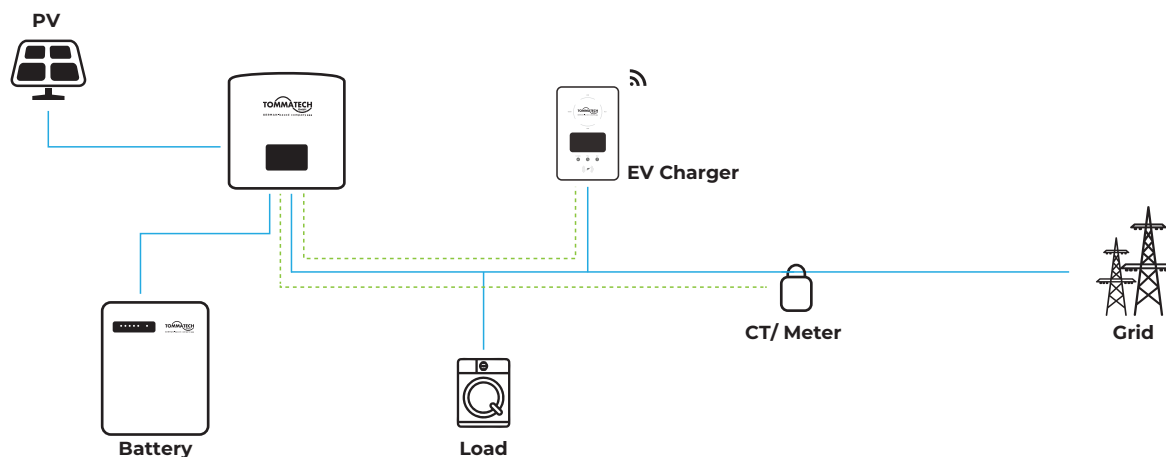 PV
TOMMATECH
TOMMATECH
EV Charger
TOMMATECH
CT/ Meter
Grid
Battery
Load